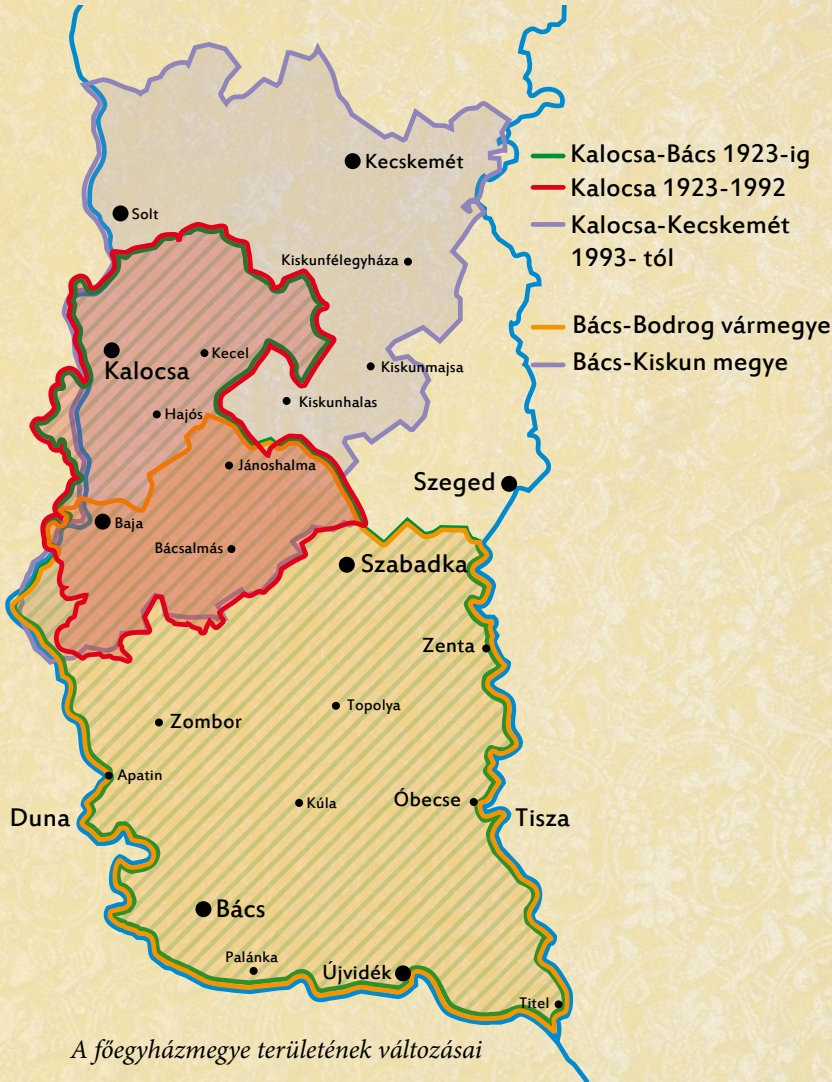 Kecskemét
Kalocsa-Bács 1923-ig
Kalocsa 1923-1992
Kalocsa-Kecskemét
1993- tól
Bács-Bodrog vármegye
Bács-Kiskun megye
Solt
Kiskunfélegyháza
Kecel
Kalocsa
Kiskunmajsa
Kiskunhalas
Hajós
Jánoshalma
Szeged
Baja
Bácsalmás
Szabadka
Zenta
Topolya
Zombor
Apatin
Kúla
Óbecse
Duna
Tisza
Bács
Palánka
Újvidék
Titel
A főegyházmegye területének változásai